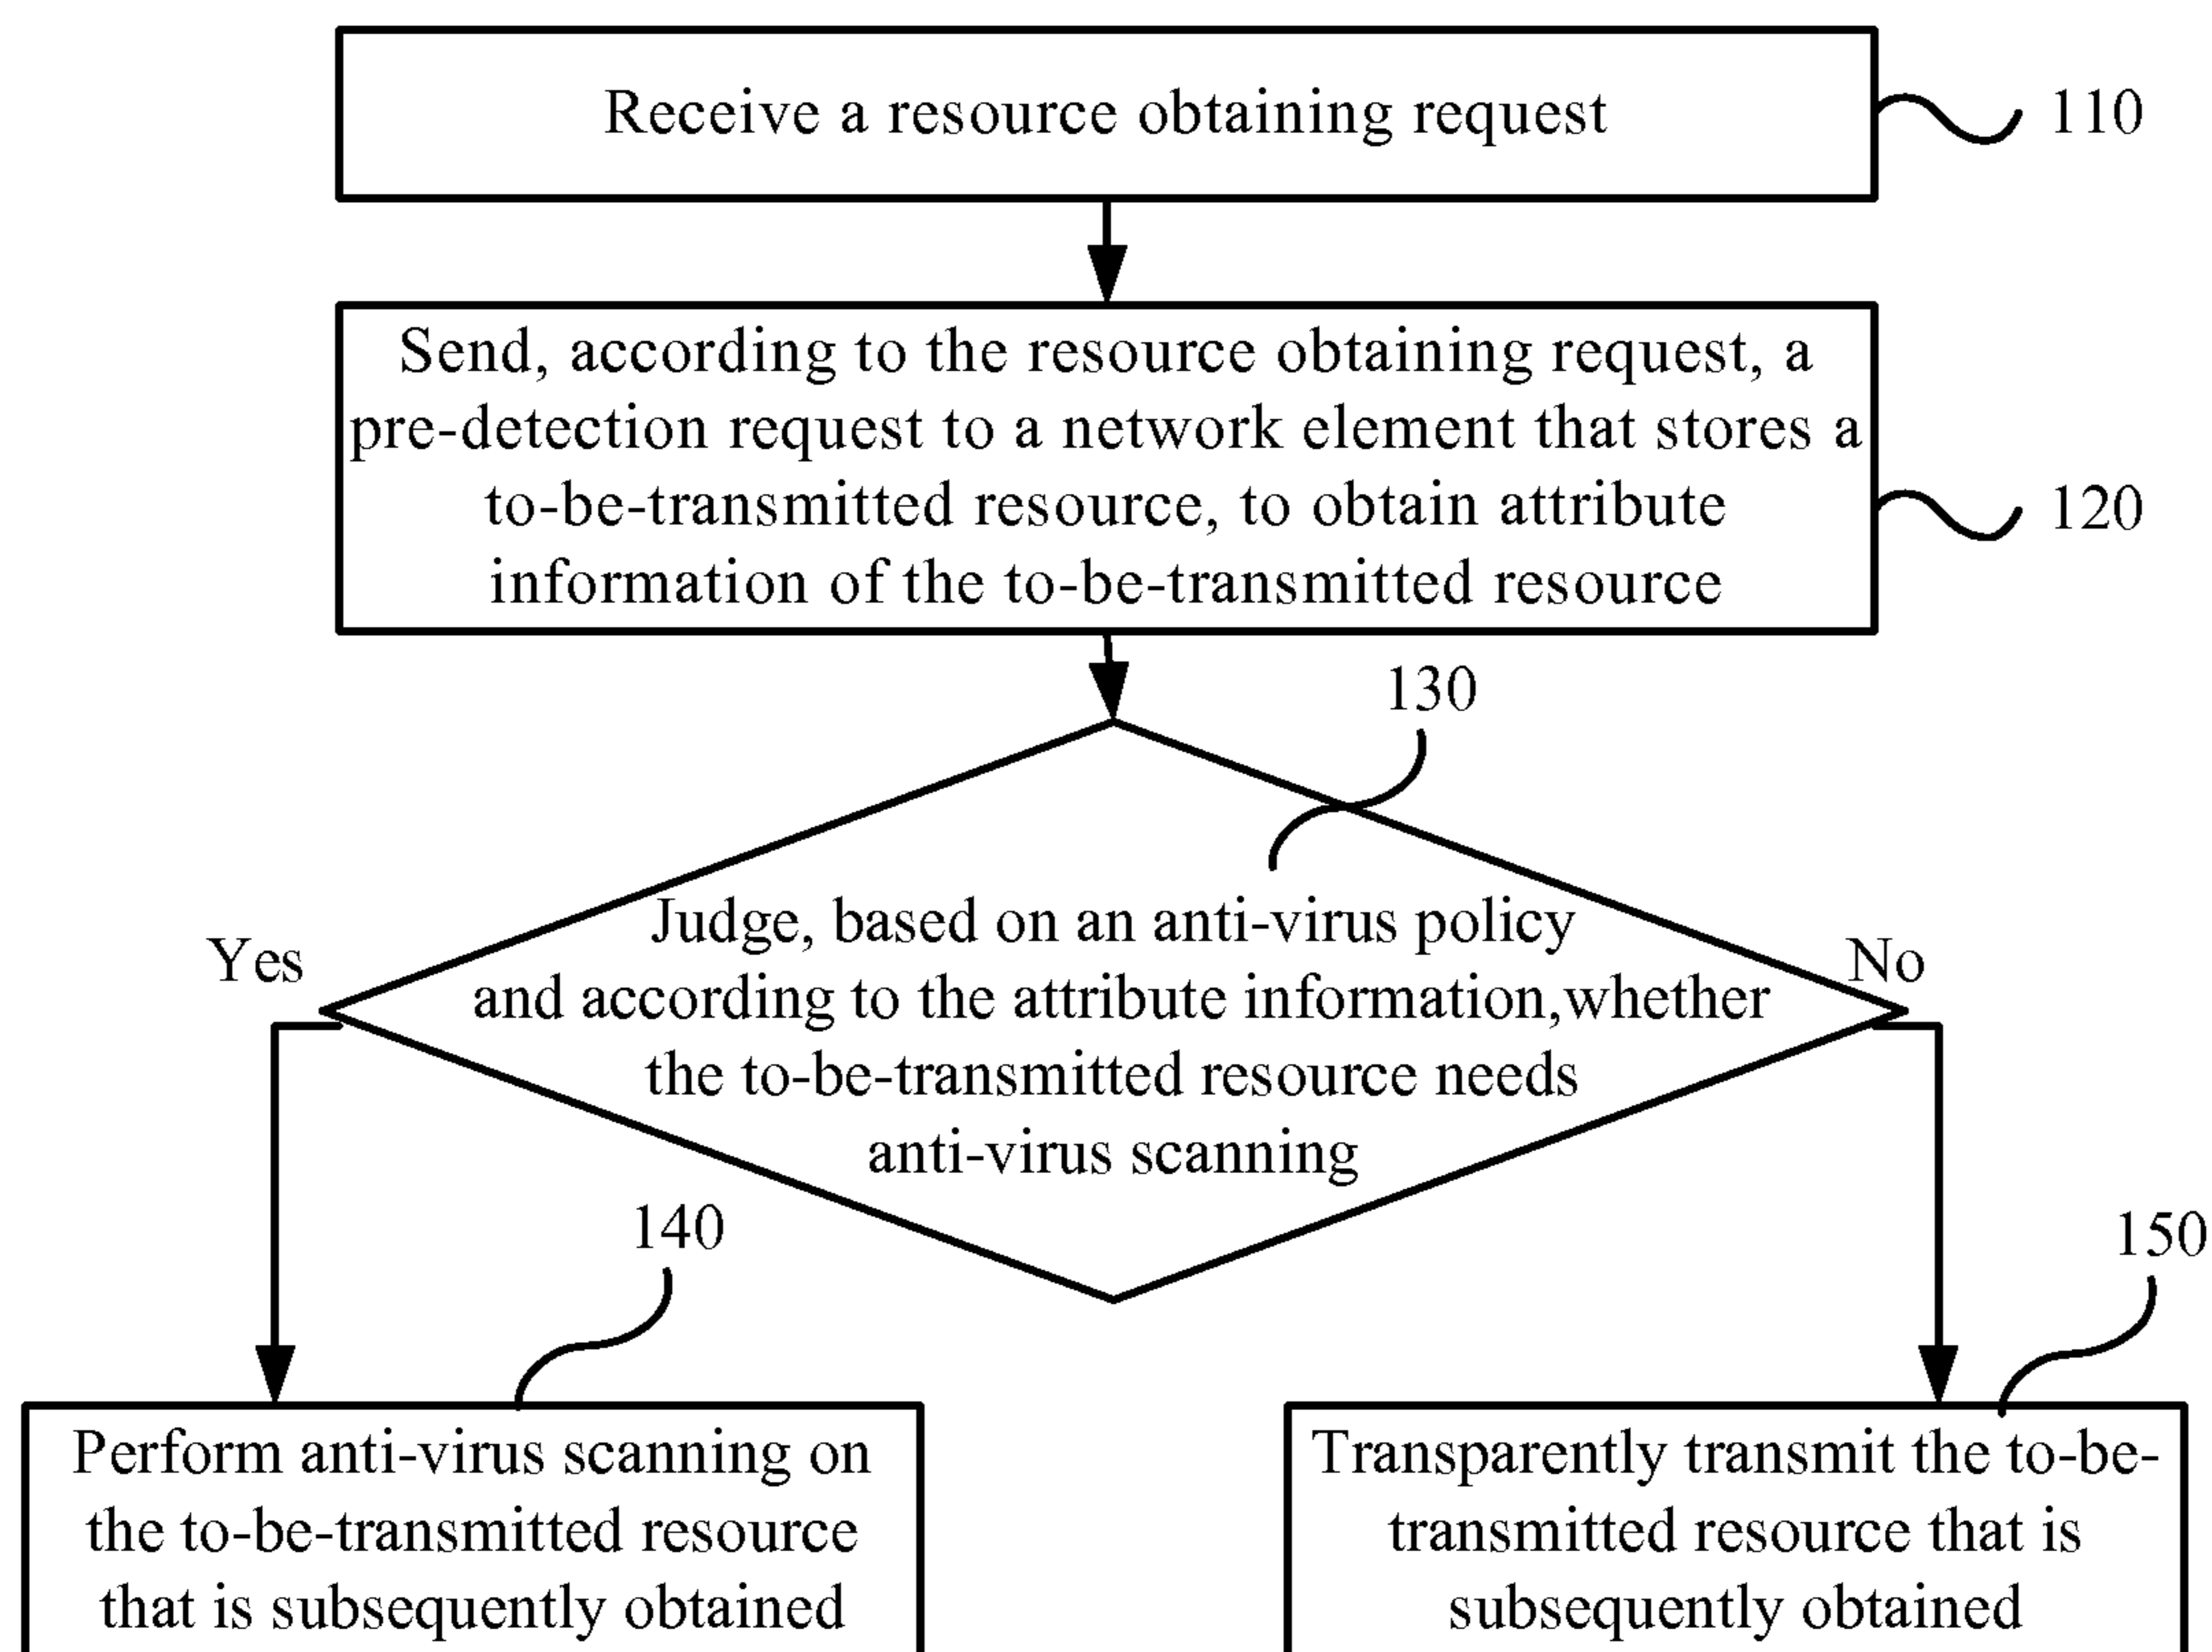 Receive a resource obtaining request
110
Send, according to the resource obtaining request, a
pre-detection request to a network element that stores a
to-be-transmitted resource, to obtain attribute
information of the to-be-transmitted resource
120
130
Judge, based on an anti-virus policy
and according to the attribute information,whether
the to-be-transmitted resource needs
anti-virus scanning
Yes
No
140
Perform anti-virus scanning on
the to-be-transmitted resource
that is subsequently obtained
150
Transparently transmit the to-be-
transmitted resource that is
subsequently obtained